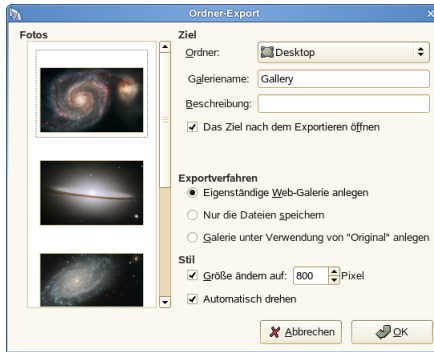 Ordner-Export
Fotos
Ziel
Ordner: Desktop
Galeriename: Gallery
Beschreibung:
Das Ziel nach dem Exportieren öffnen
Exportverfahren
Eigenständige Web-Galerie anlegen
Nur die Dateien speichern
Galerie unter Verwendung von "Original" anlegen
Stil
Größe ändern auf: 800 Pixel
Automatisch drehen
Abbrechen
OK